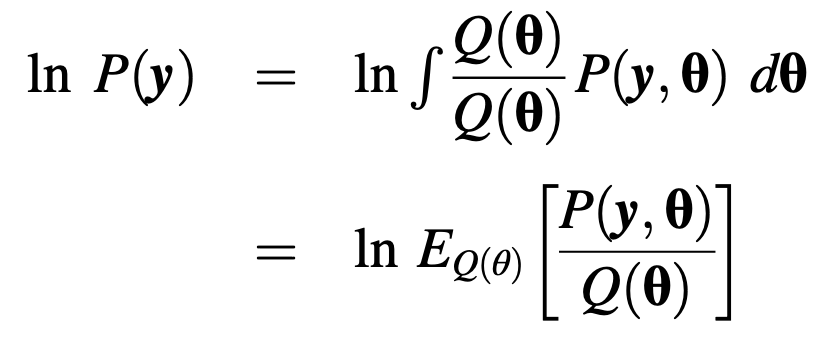 ln P(y) = ln ∫ Q(θ)/Q(θ) P(y, θ) dθ
= ln E_{Q(θ)} [P(y, θ)/Q(θ)]